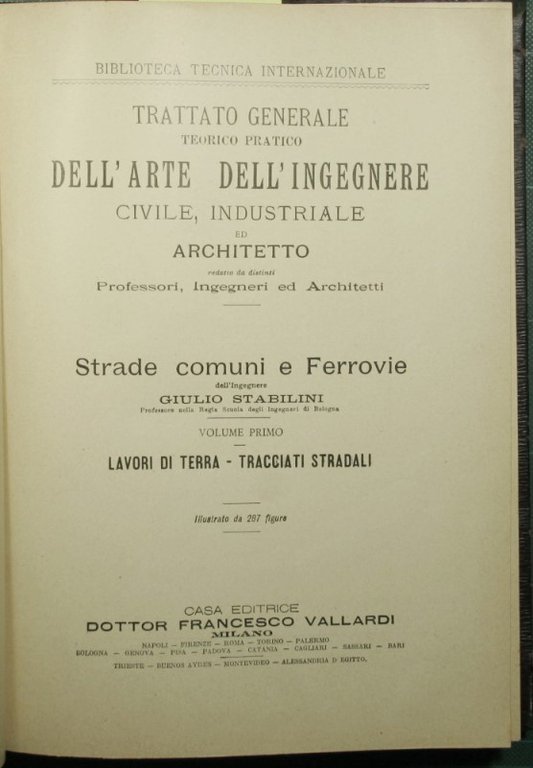 BIBLIOTECA TECNICA INTERNAZIONALE
TRATTATO GENERALE
TEORICO PRATICO
DELL'ARTE DELL'INGEGNERE
CIVILE, INDUSTRIALE
ED
ARCHITETTO
redatto da distinti
Professori, Ingegneri ed Architetti
Strade comuni e Ferrovie
dell'Ingegnere
GIULIO STABILINI
Professore nella Regia Scuola degli Ingegneri di Bologna
VOLUME PRIMO
LAVORI DI TERRA - TRACCIATI STRADALI
Illustrato da 297 figure
CASA EDITRICE
DOTTOR FRANCESCO VALLARDI
MILANO
NAPOLI — FIRENZE — ROMA — TORINO — PALERMO
BOLOGNA — GENOVA — PISA — PADOVA — CATANIA — CAGLIARI — SASSARI — BARI
TRIESTE — BUENOS AYRES — MONTEVIDEO — ALESSANDRIA D'EGITTO.